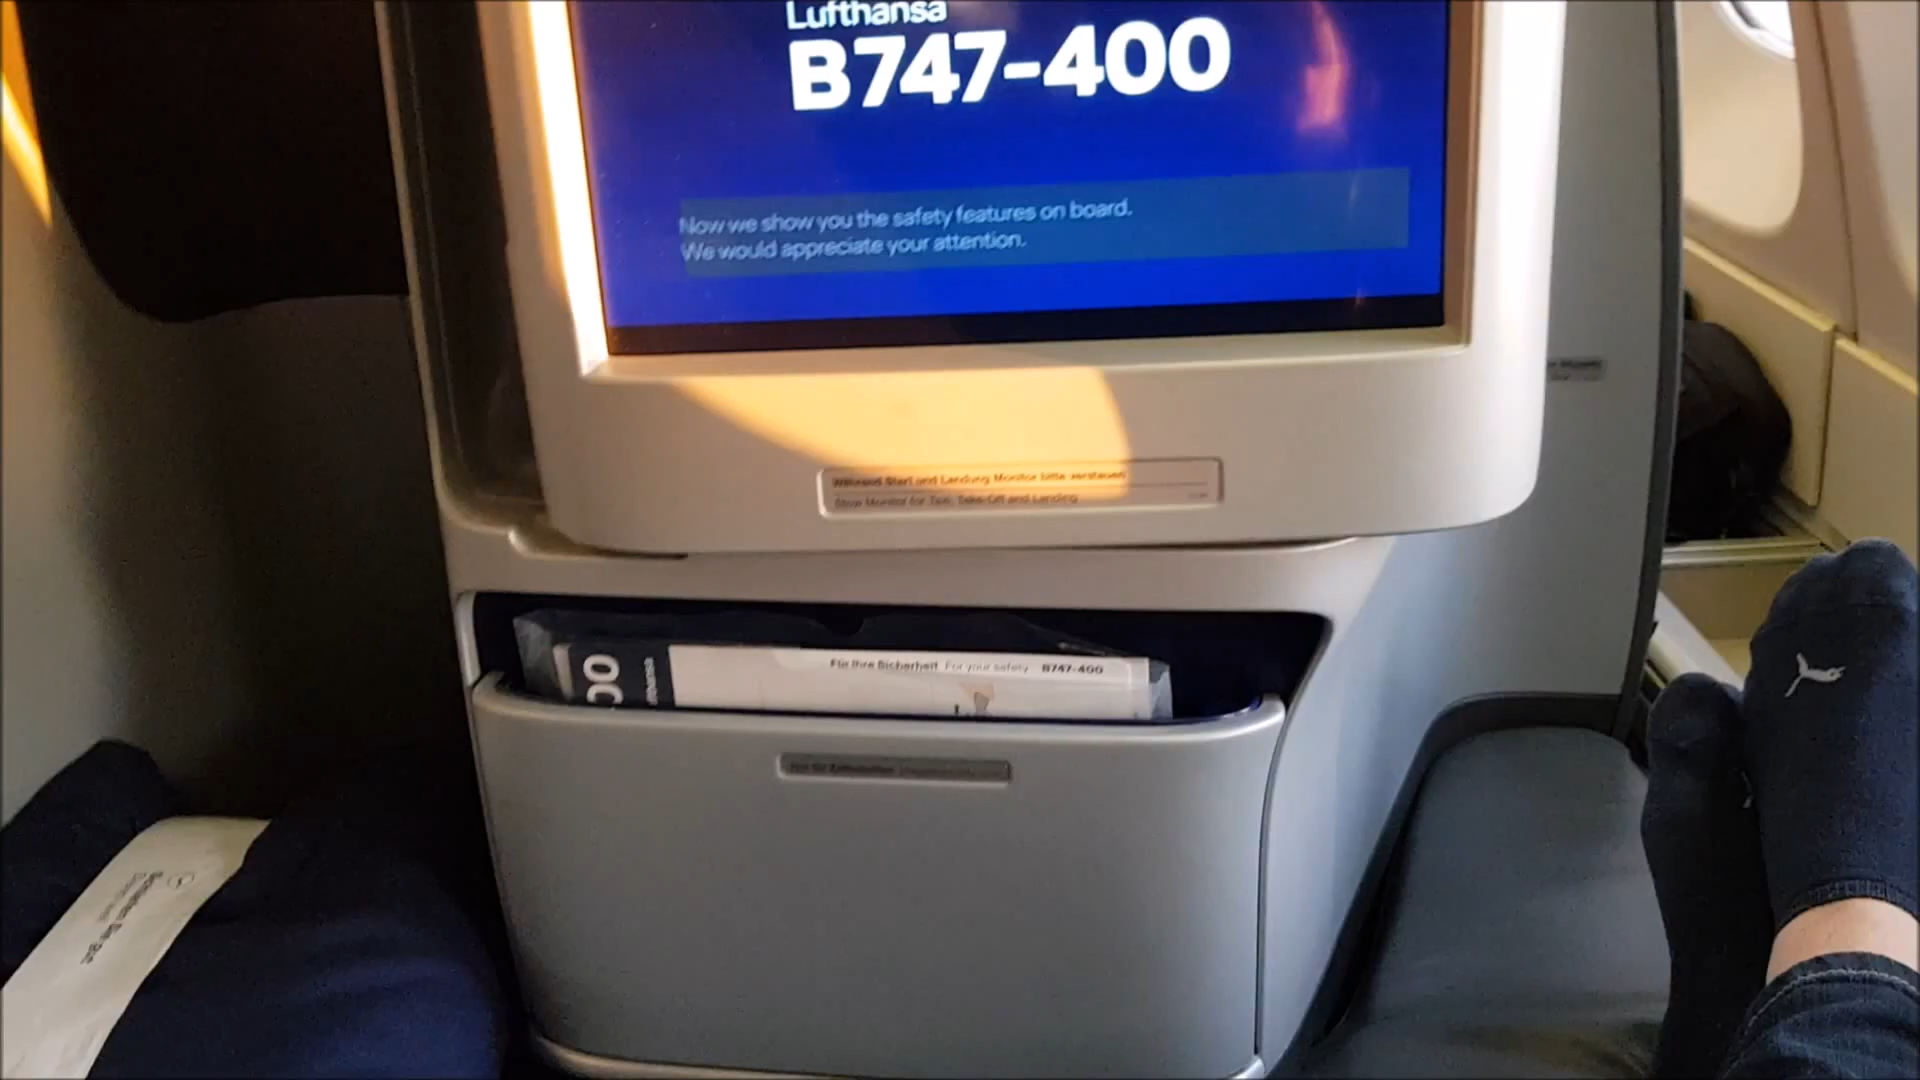 Lufthansa
B747-400
Now we show you the safety features on board.
We would appreciate your attention.
Während Start und Landung Monitor bitte verstauen
Stow Monitor for Taxi, Take-Off and Landing
Für Ihre Sicherheit For your safety B747-400
00
thansa